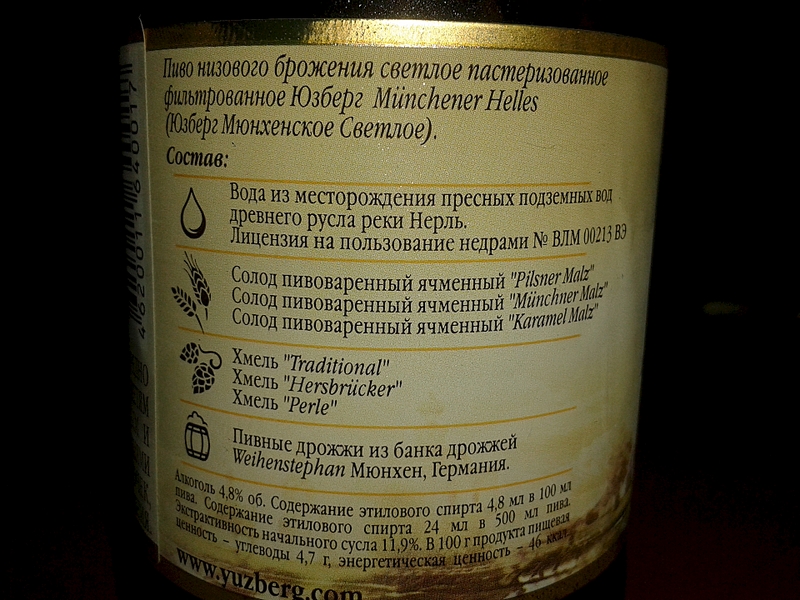 Пиво низового брожения светлое пастеризованное
фильтрованное Юзберг Münchener Helles
(Юзберг Мюнхенское Светлое).
Состав:
Вода из месторождения пресных подземных вод
древнего русла реки Нерль.
Лицензия на пользование недрами № ВЛМ 00213 ВЭ
Солод пивоваренный ячменный "Pilsner Malz"
Солод пивоваренный ячменный "Münchner Malz"
Солод пивоваренный ячменный "Karamel Malz"
Хмель "Traditional"
Хмель "Hersbrücker"
Хмель "Perle"
Пивные дрожжи из банка дрожжей
Weihenstephan Мюнхен, Германия.
Алкоголь 4,8% об. Содержание этилового спирта 4,8 мл в 100 мл
пива. Содержание этилового спирта 24 мл в 500 мл пива.
Экстрактивность начального сусла 11,9%. В 100 г продукта пищевая
ценность – углеводы 4,7 г, энергетическая ценность – 46 ккал.
www.yuzberg.com
4620011640017